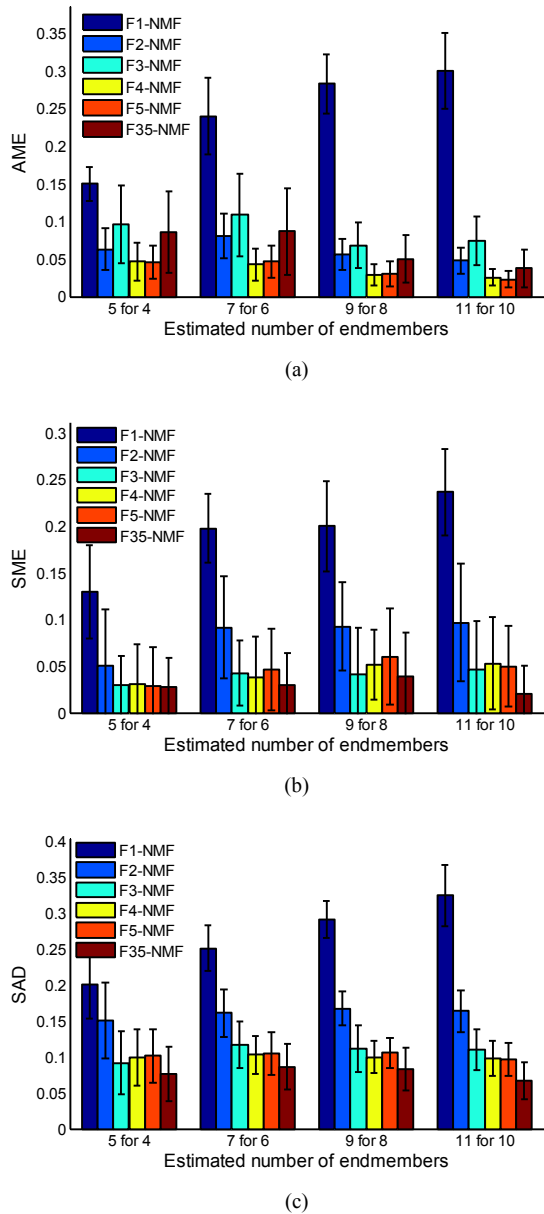 0.35
0.3
0.25
0.2
0.15
0.1
0.05
0
AME
F1-NMF
F2-NMF
F3-NMF
F4-NMF
F5-NMF
F35-NMF
5 for 4 7 for 6 9 for 8 11 for 10
Estimated number of endmembers
(a)
0.3
0.25
0.2
0.15
0.1
0.05
0
SME
F1-NMF
F2-NMF
F3-NMF
F4-NMF
F5-NMF
F35-NMF
5 for 4 7 for 6 9 for 8 11 for 10
Estimated number of endmembers
(b)
0.4
0.35
0.3
0.25
0.2
0.15
0.1
0.05
0
SAD
F1-NMF
F2-NMF
F3-NMF
F4-NMF
F5-NMF
F35-NMF
5 for 4 7 for 6 9 for 8 11 for 10
Estimated number of endmembers
(c)